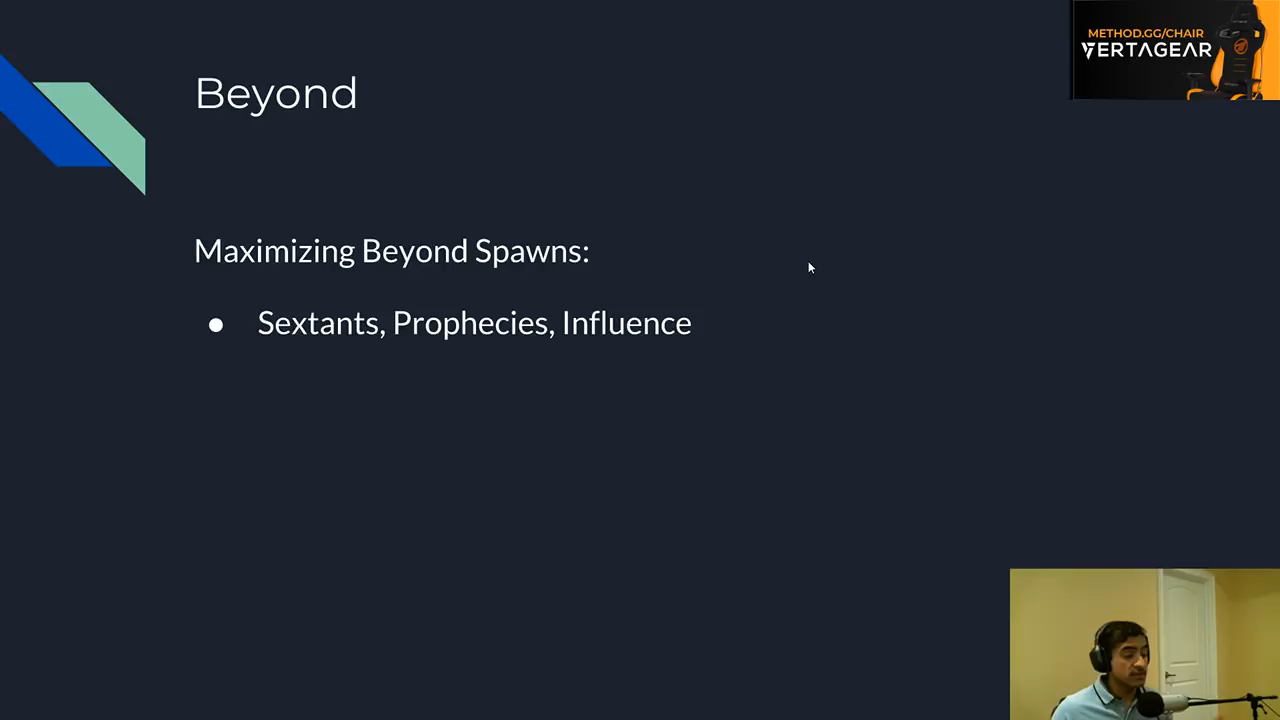 METHOD.GG/CHAIR
VERTAGEAR
Beyond
Maximizing Beyond Spawns:
● Sextants, Prophecies, Influence